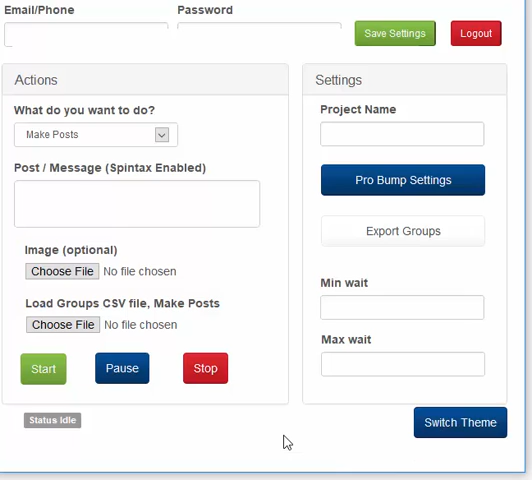 Email/Phone
Password
Save Settings
Logout
Actions
What do you want to do?
Make Posts
Post / Message (Spintax Enabled)
Image (optional)
Choose File No file chosen
Load Groups CSV file, Make Posts
Choose File No file chosen
Start
Pause
Stop
Status Idle
Settings
Project Name
Pro Bump Settings
Export Groups
Min wait
Max wait
Switch Theme